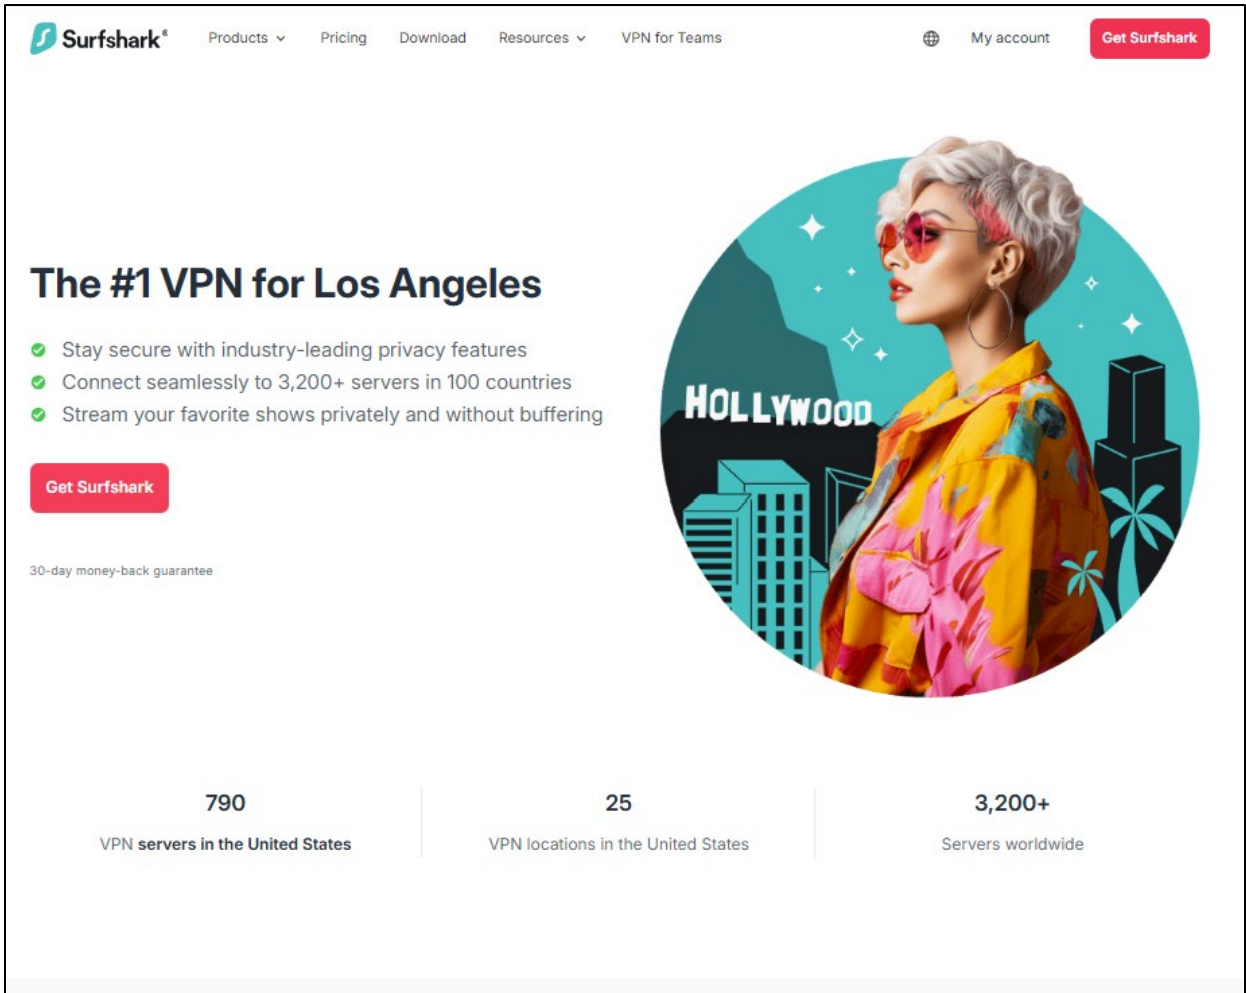 Surfshark®
Products
Pricing
Download
Resources
VPN for Teams
My account
Get Surfshark
The #1 VPN for Los Angeles
Stay secure with industry-leading privacy features
Connect seamlessly to 3,200+ servers in 100 countries
Stream your favorite shows privately and without buffering
Get Surfshark
30-day money-back guarantee
HOLLYWOOD
790
VPN servers in the United States
25
VPN locations in the United States
3,200+
Servers worldwide